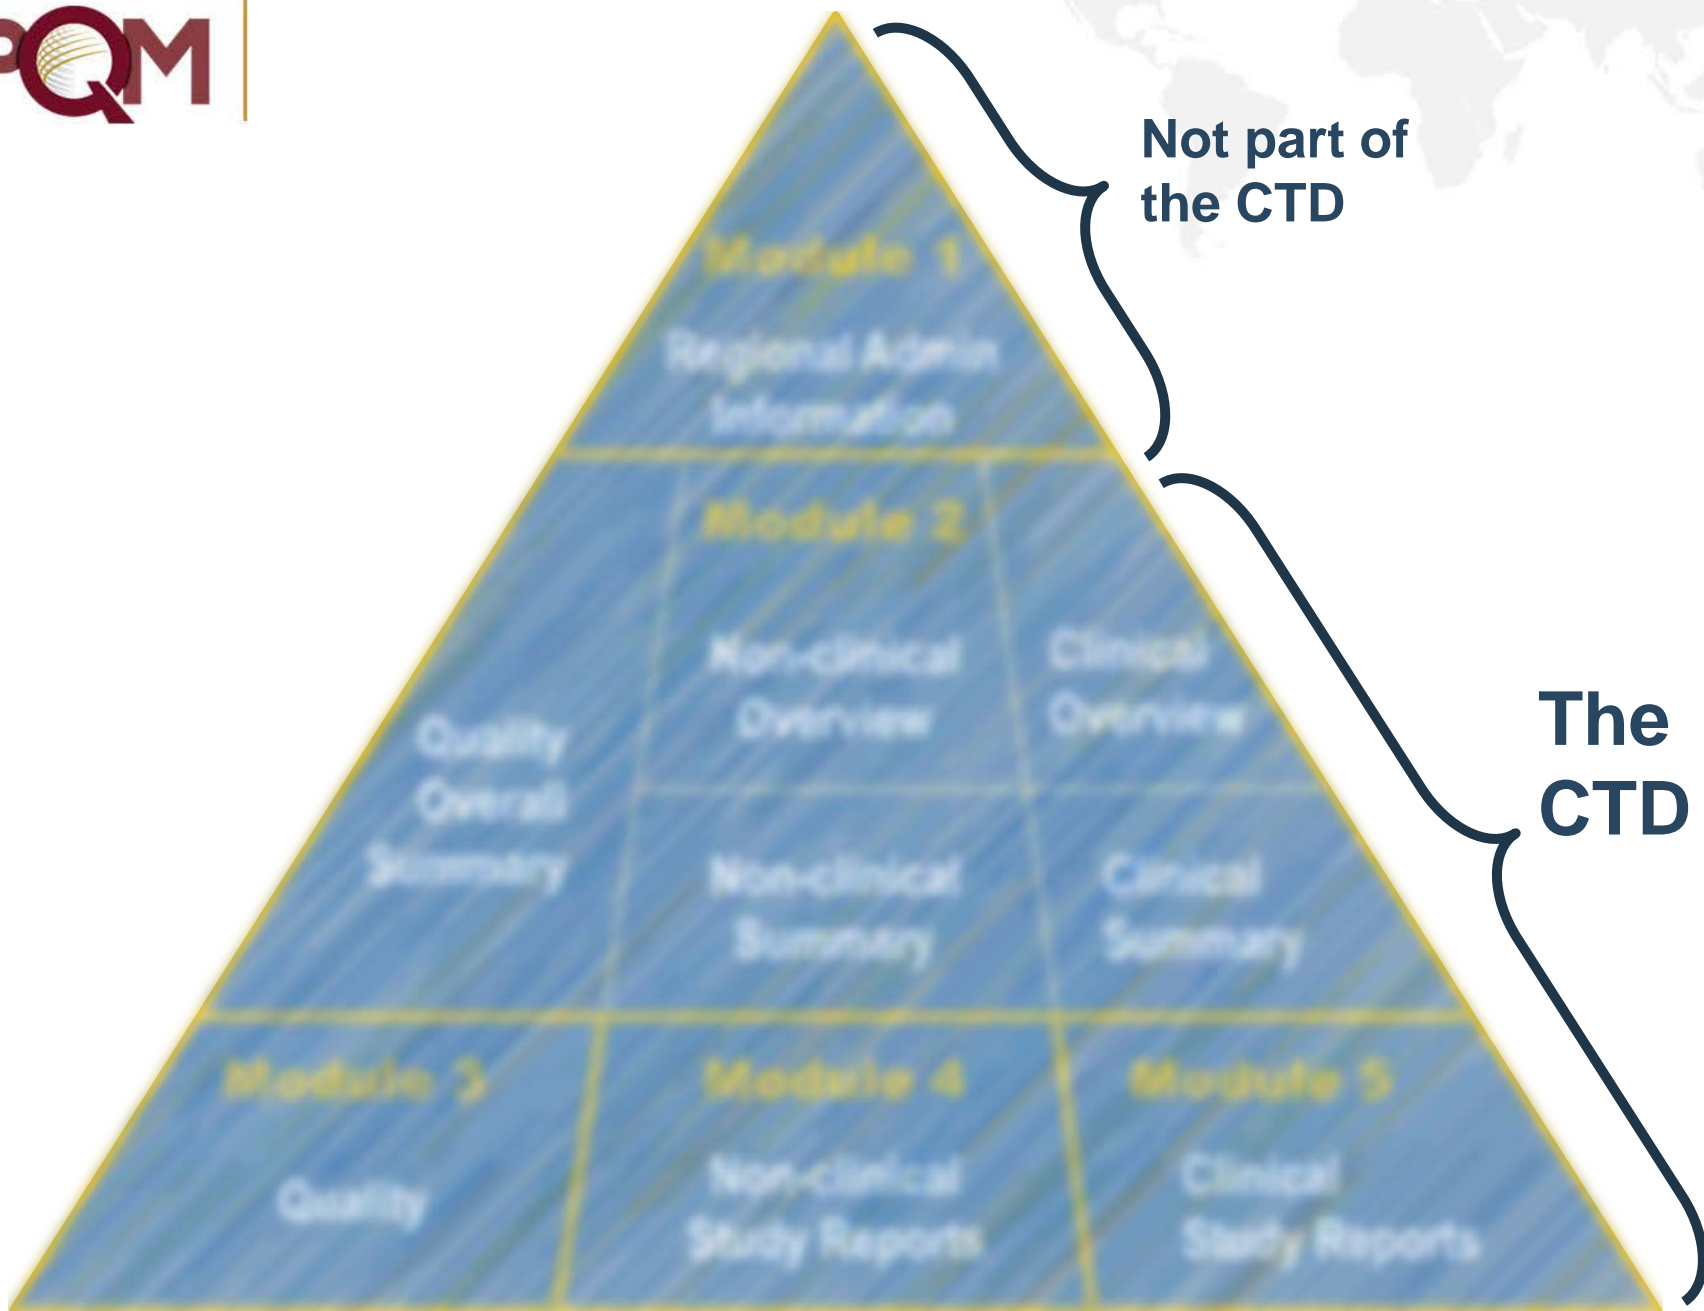 PQM
Not part of
the CTD
Module 1
Regional Admin
Information
Module 2
Non-clinical
Overview
Clinical
Overview
Quality
Overall
Summary
Non-clinical
Summary
Clinical
Summary
The
CTD
Module 3
Module 4
Module 5
Quality
Non-clinical
Study Reports
Clinical
Study Reports